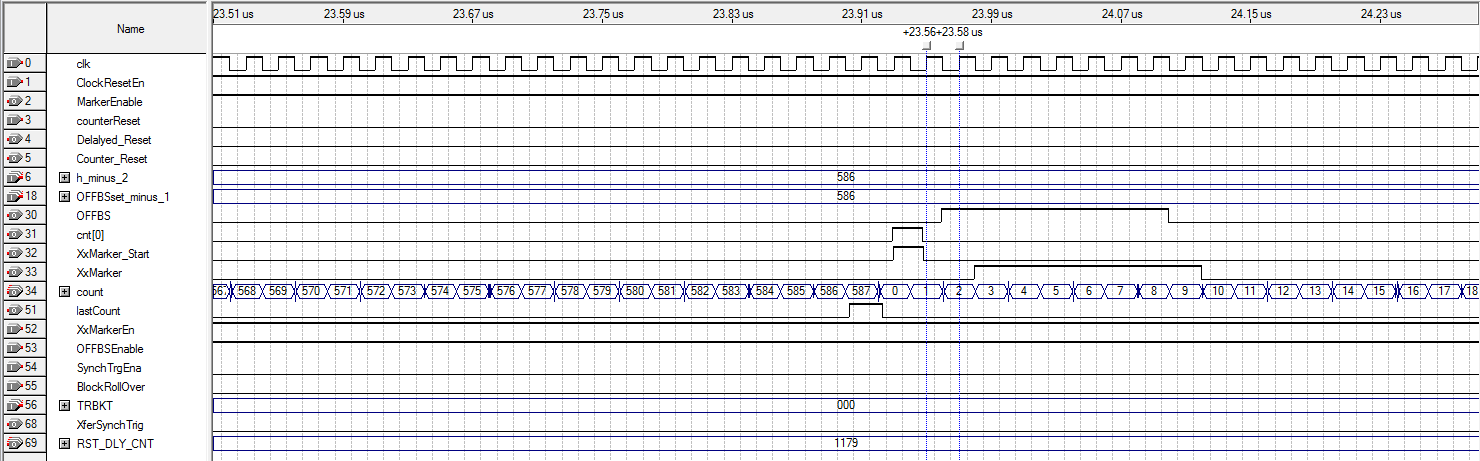 Name
23.51 us 23.59 us 23.67 us 23.75 us 23.83 us 23.91 us 23.99 us 24.07 us 24.15 us 24.23 us
+23.56+23.58 us
0 clk
1 ClockResetEn
2 MarkerEnable
3 counterReset
4 Delalyed_Reset
5 Counter_Reset
6 h_minus_2 586
18 OFFBSset_minus_1 586
30 OFFBS
31 cnt[0]
32 XxMarker_Start
33 XxMarker
34 count 567 568 569 570 571 572 573 574 575 576 577 578 579 580 581 582 583 584 585 586 587 0 1 2 3 4 5 6 7 8 9 10 11 12 13 14 15 16 17 18
51 lastCount
52 XxMarkerEn
53 OFFBSEnable
54 SynchTrgEna
55 BlockRollOver
56 TRBKT 000
68 XferSynchTrig
69 RST_DLY_CNT 1179